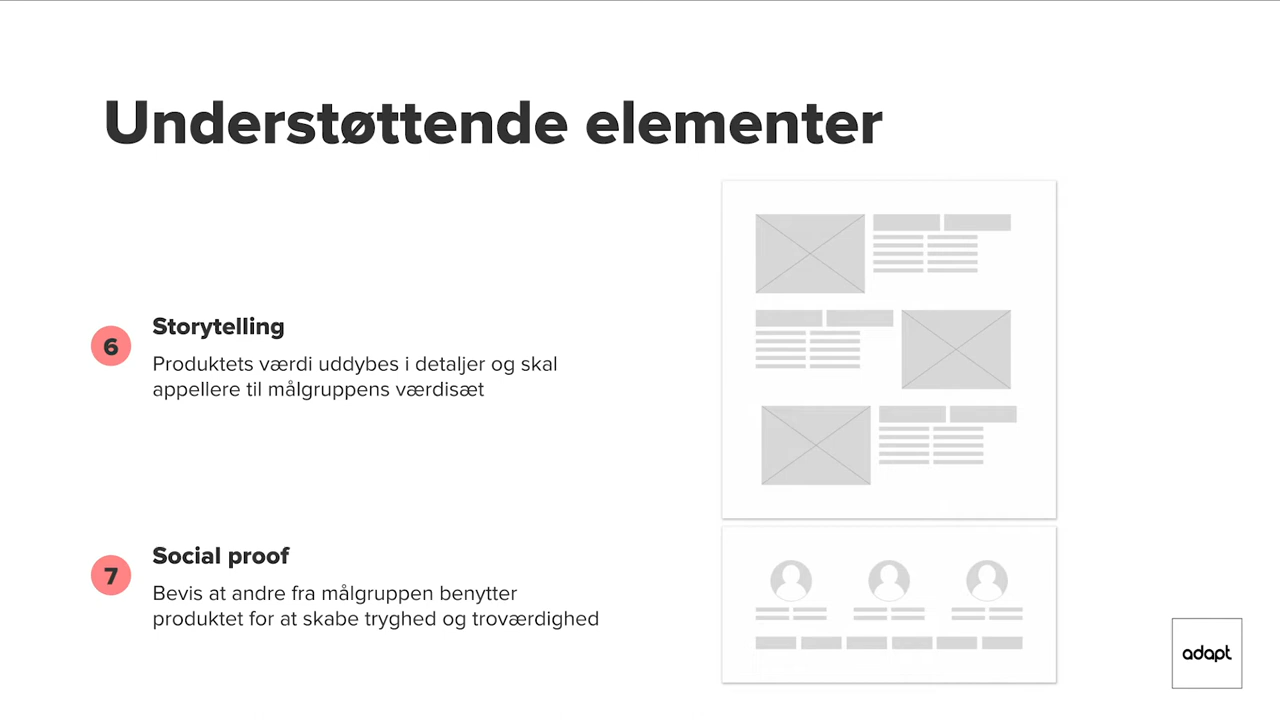 Understøttende elementer
6
Storytelling
Produktets værdi uddybes i detaljer og skal
appellere til målgruppens værdisæt
7
Social proof
Bevis at andre fra målgruppen benytter
produktet for at skabe tryghed og troværdighed
adapt